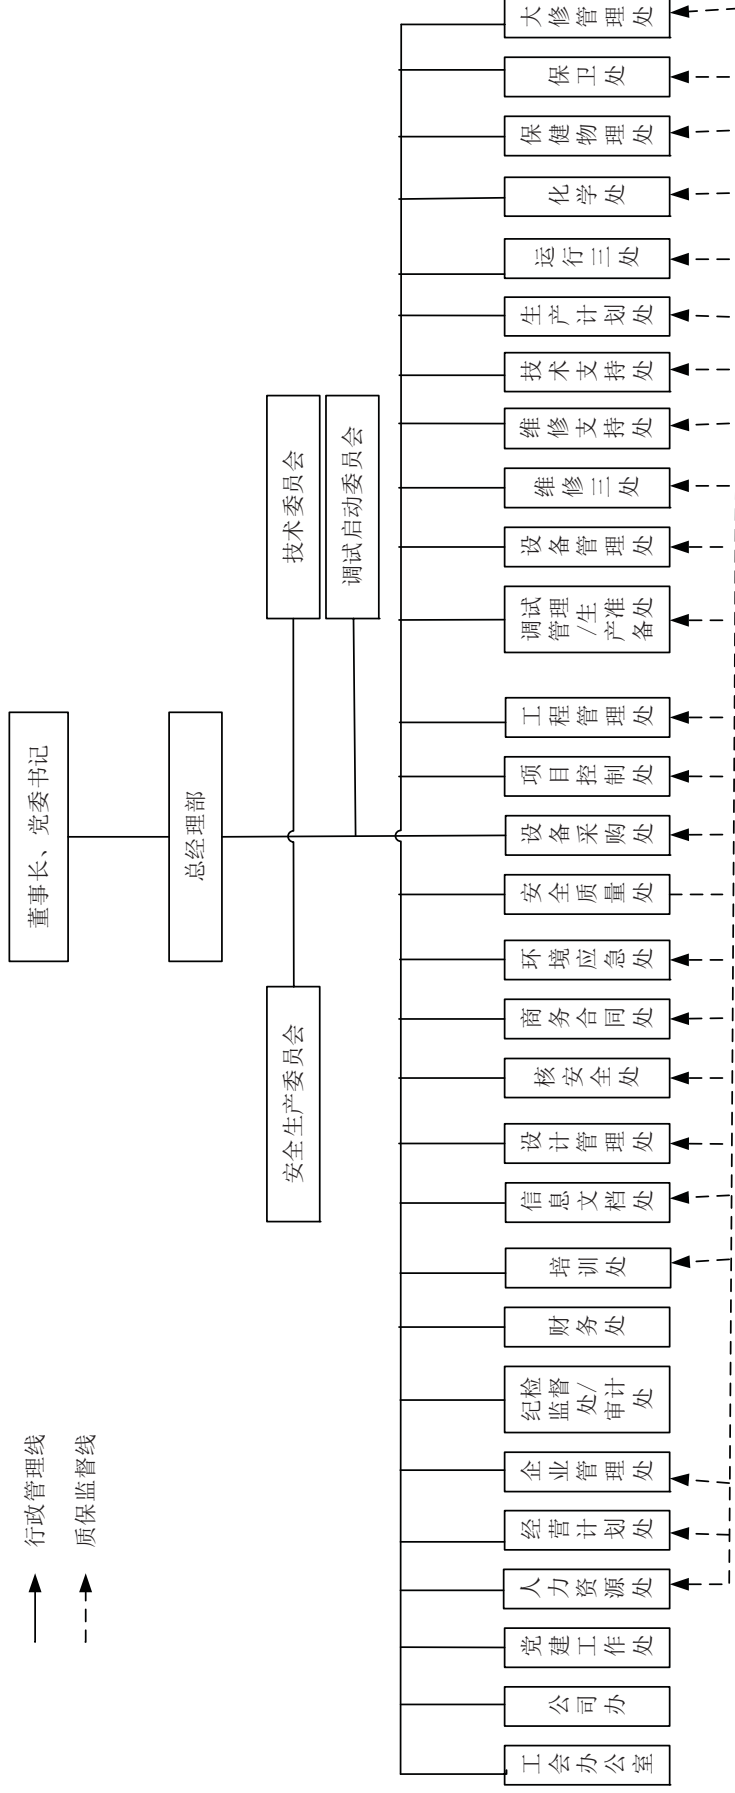 行政管理线
质保监督线
董事长、党委书记
总经理部
安全生产委员会
技术委员会
调试启动委员会
工会办公室
公司办
党建工作处
人力资源处
经营计划处
企业管理处
纪检监督处/审计处
财务处
培训处
信息文档处
设计管理处
核安全处
商务合同处
环境应急处
安全质量处
设备采购处
项目控制处
工程管理处
调试管理/生产准备处
设备管理处
维修三处
维修支持处
技术支持处
生产计划处
运行三处
化学处
保健物理处
保卫处
大修管理处